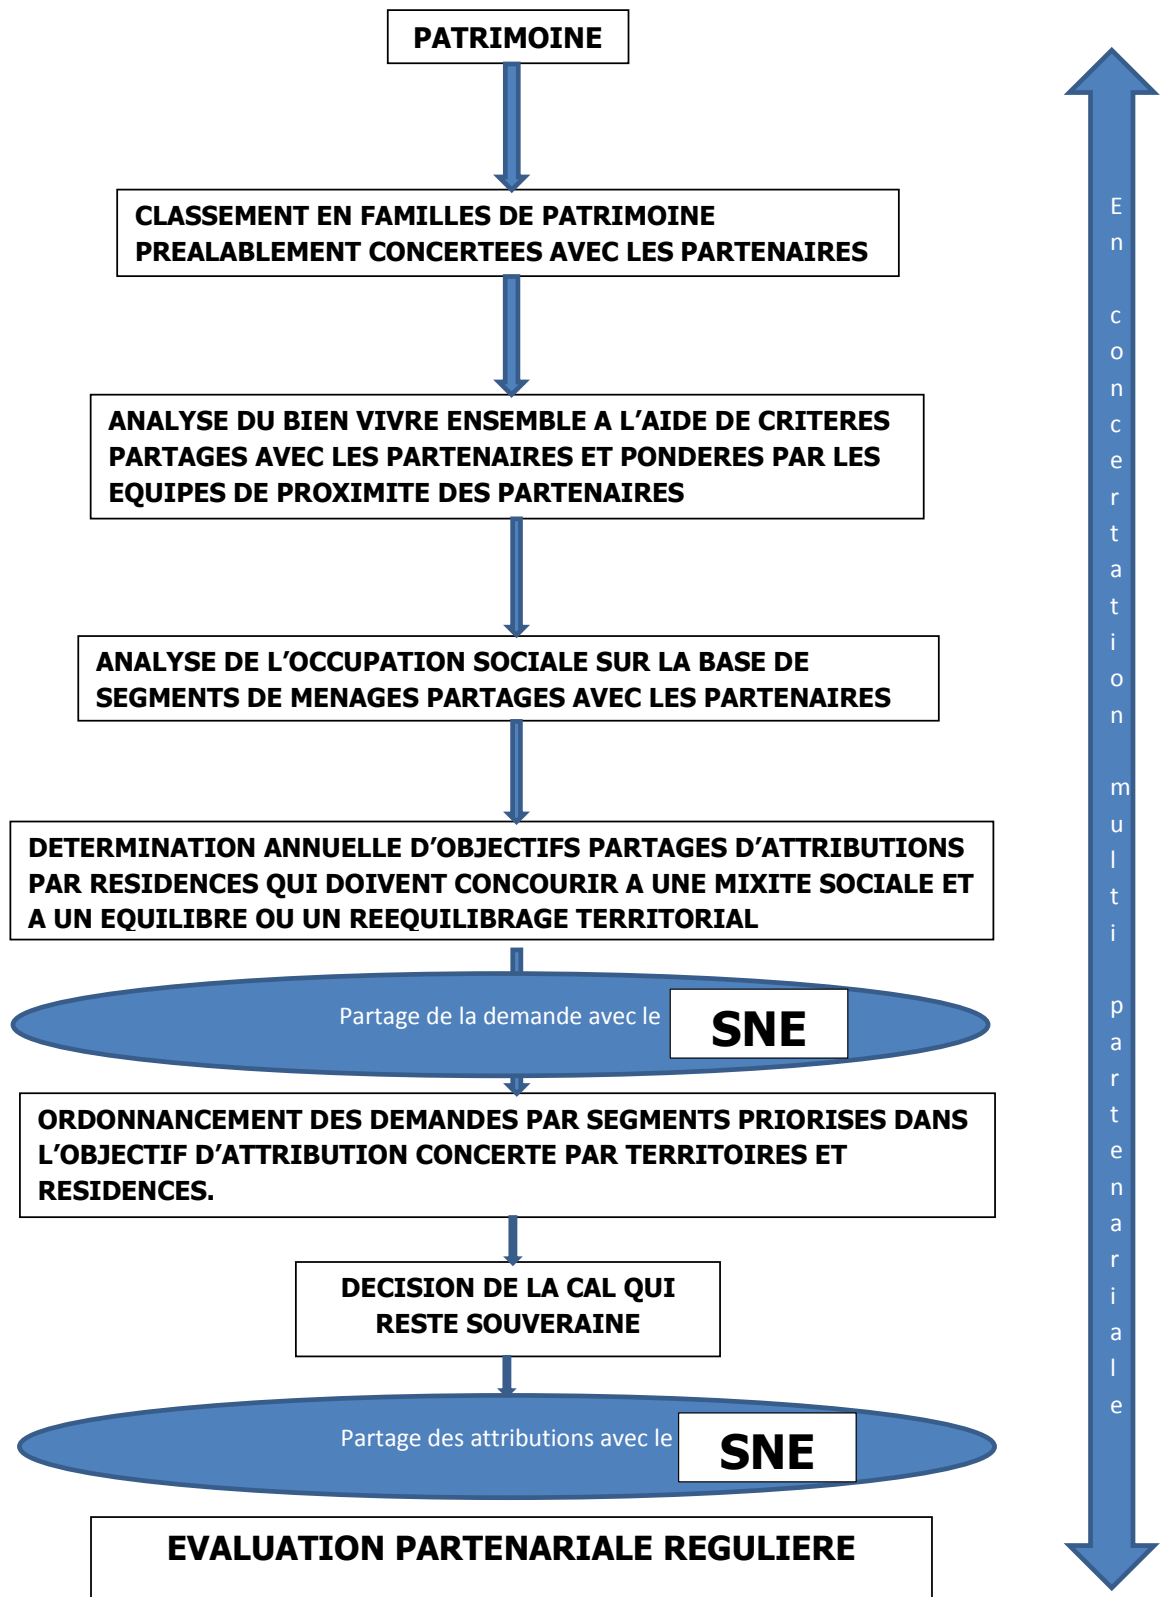 PATRIMOINE
CLASSEMENT EN FAMILLES DE PATRIMOINE
PREALABLEMENT CONCERTEES AVEC LES PARTENAIRES
ANALYSE DU BIEN VIVRE ENSEMBLE A L’AIDE DE CRITERES
PARTAGES AVEC LES PARTENAIRES ET PONDERES PAR LES
EQUIPES DE PROXIMITE DES PARTENAIRES
ANALYSE DE L’OCCUPATION SOCIALE SUR LA BASE DE
SEGMENTS DE MENAGES PARTAGES AVEC LES PARTENAIRES
DETERMINATION ANNUELLE D’OBJECTIFS PARTAGES D’ATTRIBUTIONS
PAR RESIDENCES QUI DOIVENT CONCOURIR A UNE MIXITE SOCIALE ET
A UN EQUILIBRE OU UN REEQUILIBRAGE TERRITORIAL
Partage de la demande avec le SNE
ORDONNANCEMENT DES DEMANDES PAR SEGMENTS PRIORISES DANS
L’OBJECTIF D’ATTRIBUTION CONCERTE PAR TERRITOIRES ET
RESIDENCES.
DECISION DE LA CAL QUI
RESTE SOUVERAINE
Partage des attributions avec le SNE
EVALUATION PARTENARIALE REGULIERE
En concertation multi partenariale